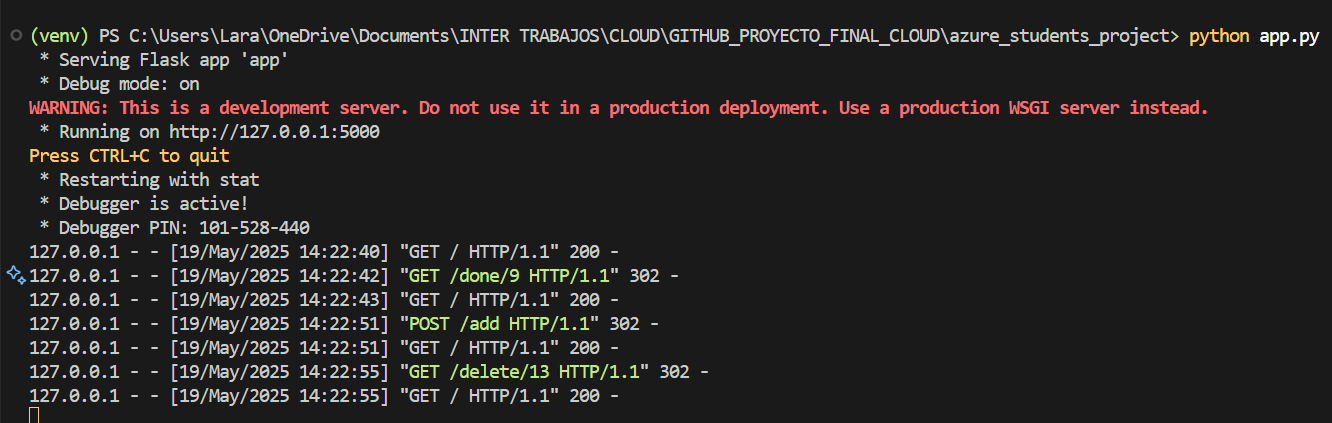 (venv) PS C:\Users\Lara\OneDrive\Documents\INTER TRABAJOS\CLOUD\GITHUB_PROYECTO_FINAL_CLOUD\azure_students_project> python app.py
 * Serving Flask app 'app'
 * Debug mode: on
WARNING: This is a development server. Do not use it in a production deployment. Use a production WSGI server instead.
 * Running on http://127.0.0.1:5000
Press CTRL+C to quit
 * Restarting with stat
 * Debugger is active!
 * Debugger PIN: 101-528-440
127.0.0.1 - - [19/May/2025 14:22:40] "GET / HTTP/1.1" 200 -
127.0.0.1 - - [19/May/2025 14:22:42] "GET /done/9 HTTP/1.1" 302 -
127.0.0.1 - - [19/May/2025 14:22:43] "GET / HTTP/1.1" 200 -
127.0.0.1 - - [19/May/2025 14:22:51] "POST /add HTTP/1.1" 302 -
127.0.0.1 - - [19/May/2025 14:22:51] "GET / HTTP/1.1" 200 -
127.0.0.1 - - [19/May/2025 14:22:55] "GET /delete/13 HTTP/1.1" 302 -
127.0.0.1 - - [19/May/2025 14:22:55] "GET / HTTP/1.1" 200 -